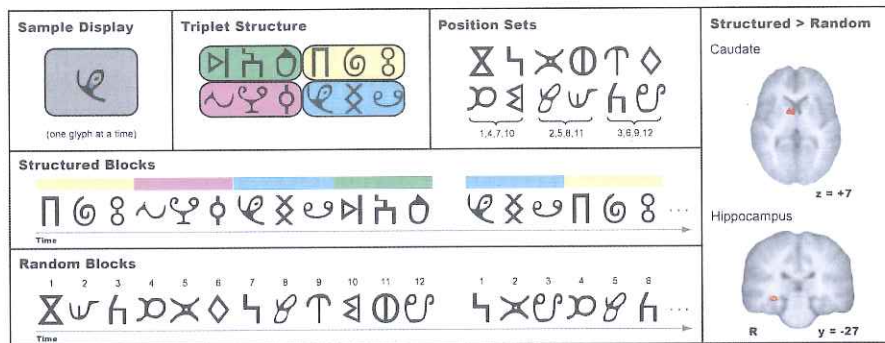 Sample Display
(one glyph at a time)
Triplet Structure
Position Sets
1,4,7,10
2,5,8,11
3,6,9,12
Structured Blocks
Time
Random Blocks
1 2 3 4 5 6 7 8 9 10 11 12 1 2 3 4 5 6
Time
Structured > Random
Caudate
z = +7
Hippocampus
R
y = -27